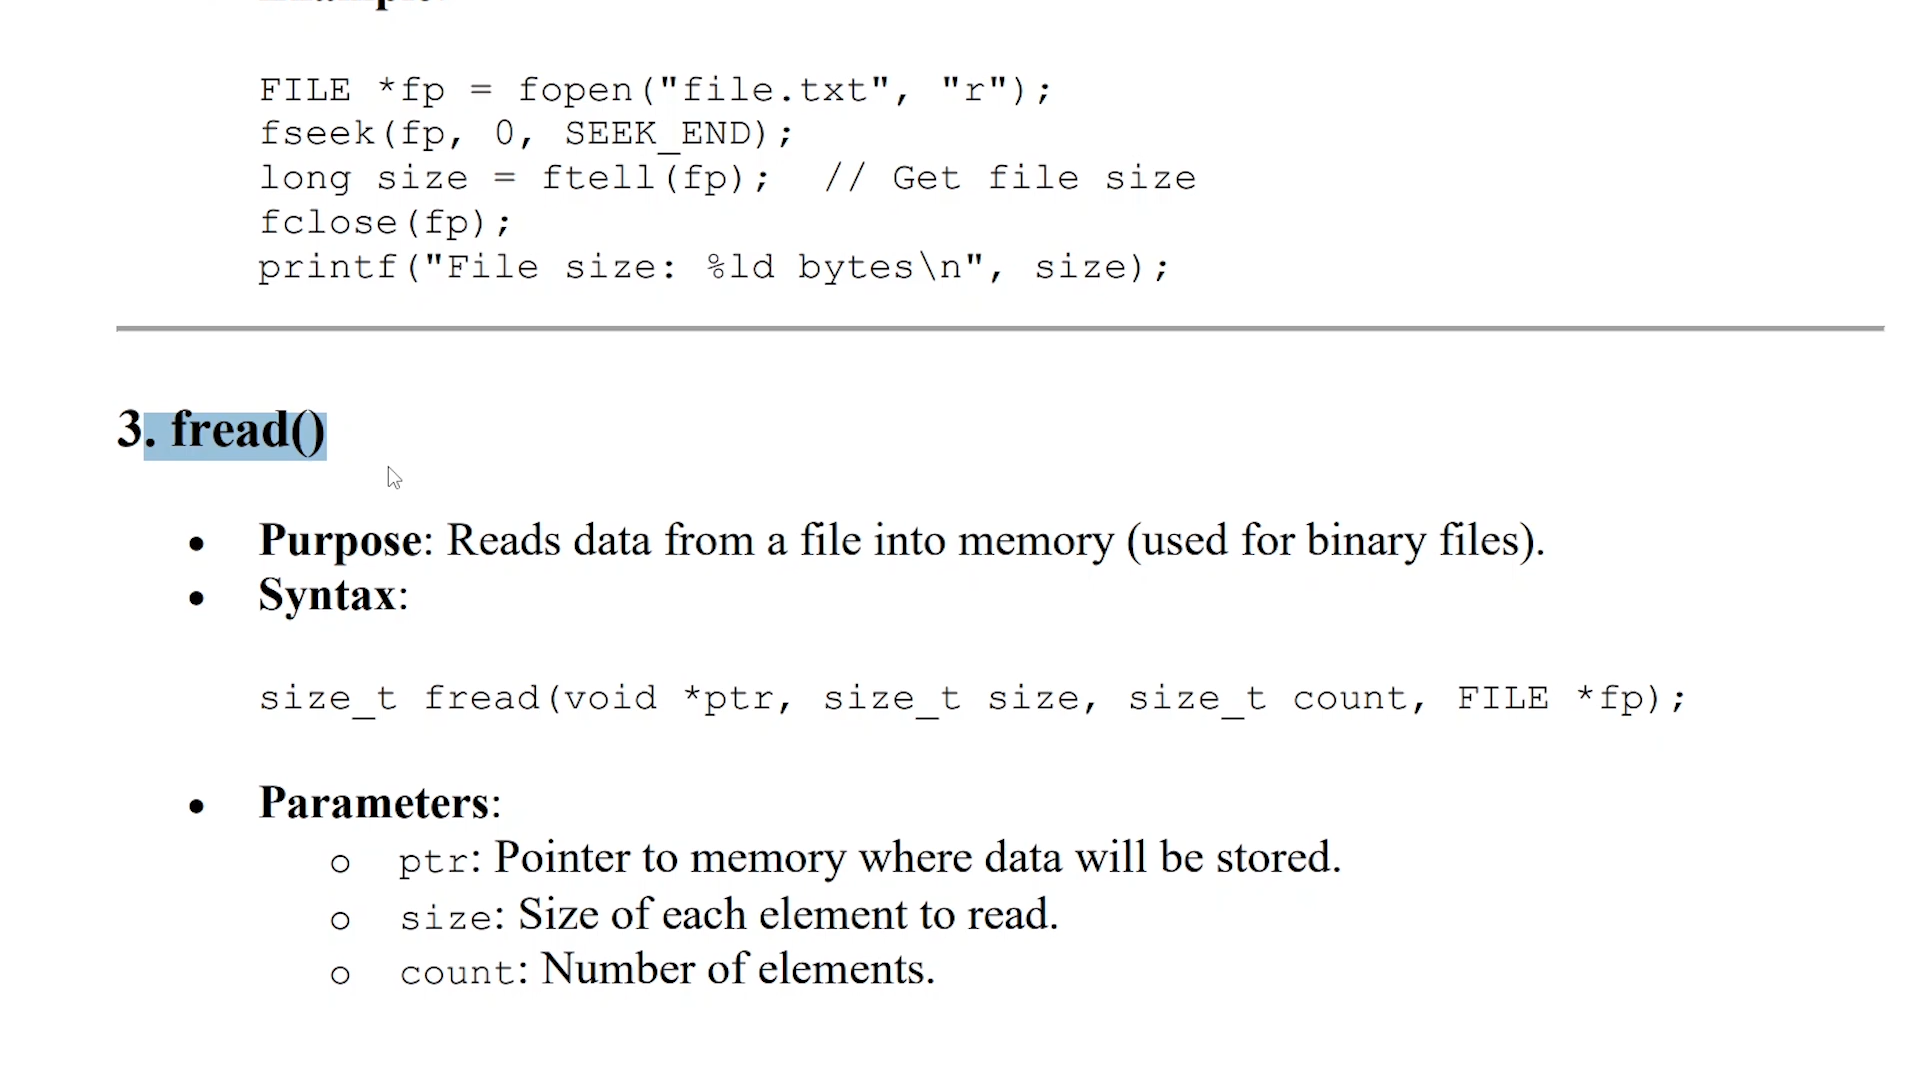 FILE *fp = fopen("file.txt", "r");
fseek(fp, 0, SEEK_END);
long size = ftell(fp);  // Get file size
fclose(fp);
printf("File size: %ld bytes\n", size);
3. fread()
• Purpose: Reads data from a file into memory (used for binary files).
• Syntax:
size_t fread(void *ptr, size_t size, size_t count, FILE *fp);
• Parameters:
o ptr: Pointer to memory where data will be stored.
o size: Size of each element to read.
o count: Number of elements.